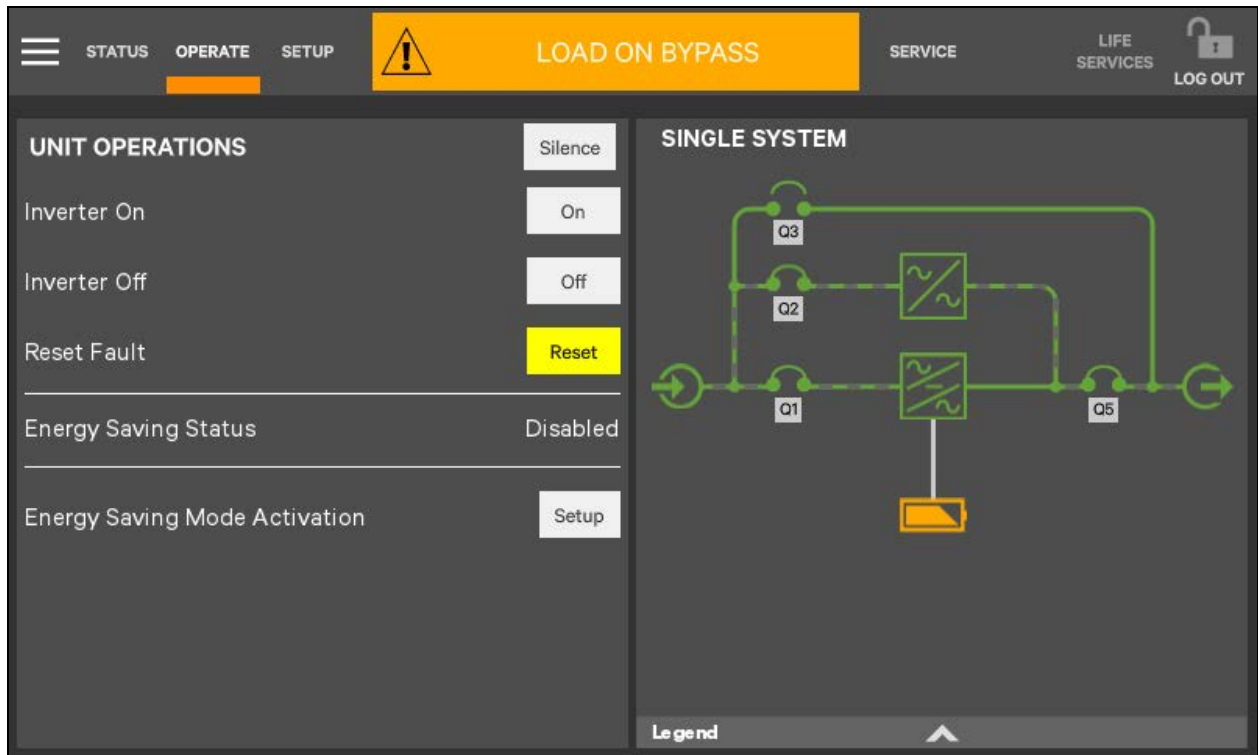 STATUS OPERATE SETUP LOAD ON BYPASS SERVICE LIFE SERVICES LOG OUT
UNIT OPERATIONS Silence
Inverter On On
Inverter Off Off
Reset Fault Reset
Energy Saving Status Disabled
Energy Saving Mode Activation Setup
SINGLE SYSTEM
Q3
Q2
Q1 Q5
Legend